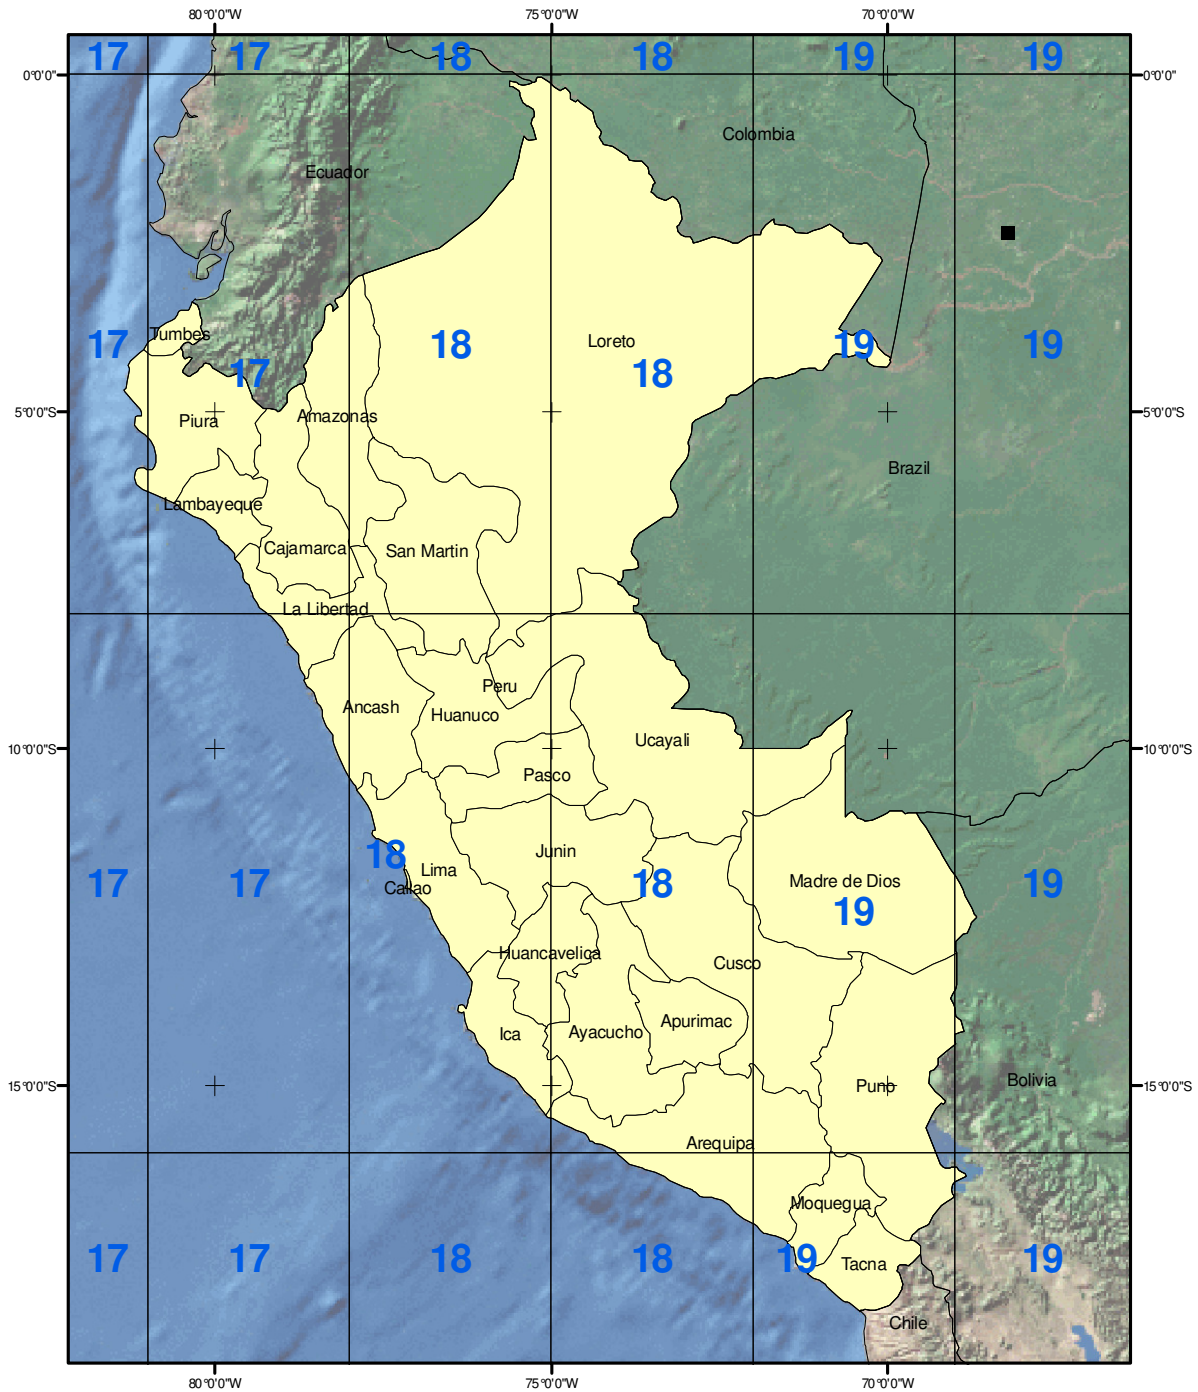 80°0'0"W 75°0'0"W 70°0'0"W
17 17 18 18 19 19
0°0'0" 0°0'0"
Colombia
Ecuador
Tumbes
17 18 Loreto 19 19
17 18
5°0'0"S Piura Amazonas 5°0'0"S
Brazil
Lambayeque
Cajamarca San Martin
La Libertad
Peru
Ancash Huanuco
Ucayali
10°0'0"S 10°0'0"S
Pasco
18 Junin
Lima
17 17 Callao 18 Madre de Dios 19
19
Huancavelica
Cusco
Ica Ayacucho Apurimac
15°0'0"S Puno Bolivia 15°0'0"S
Arequipa
Moquegua
17 17 18 18 19 Tacna 19
Chile
80°0'0"W 75°0'0"W 70°0'0"W